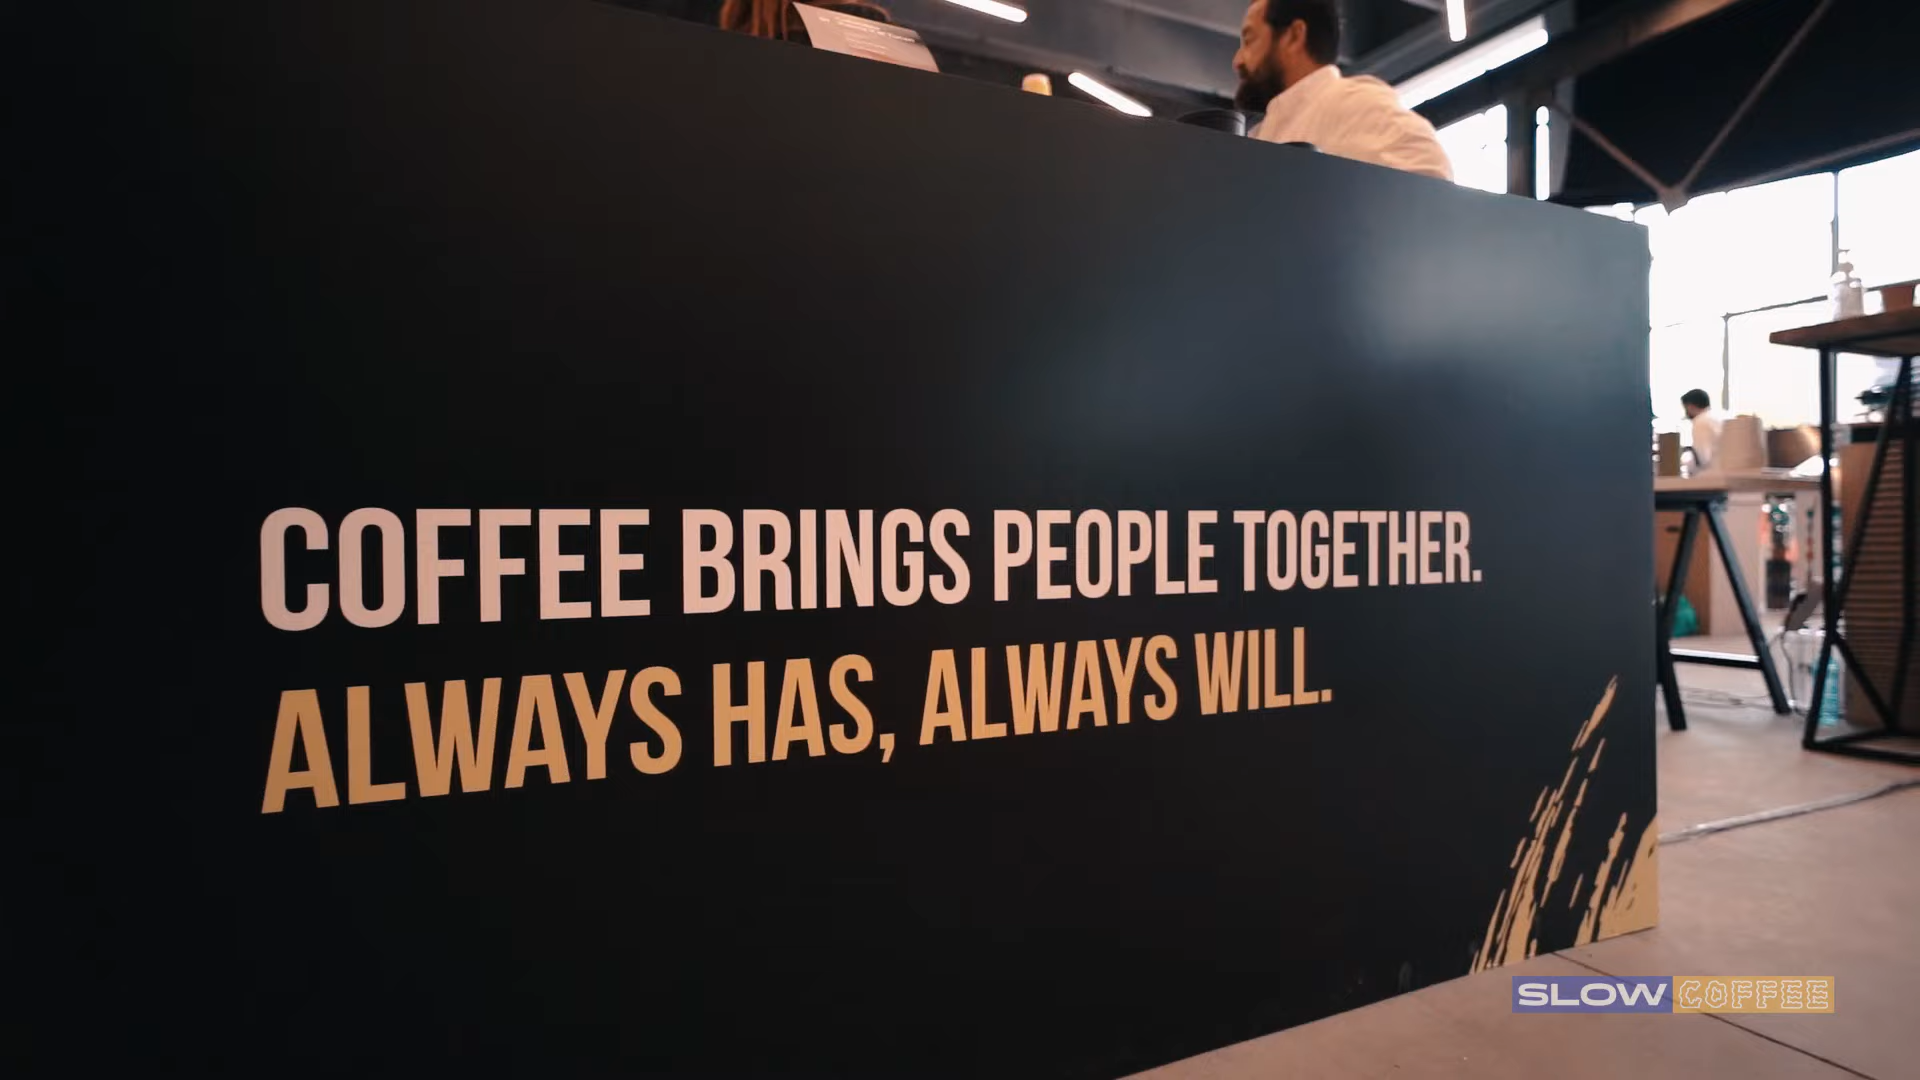 COFFEE BRINGS PEOPLE TOGETHER.
ALWAYS HAS, ALWAYS WILL.
SLOW COFFEE